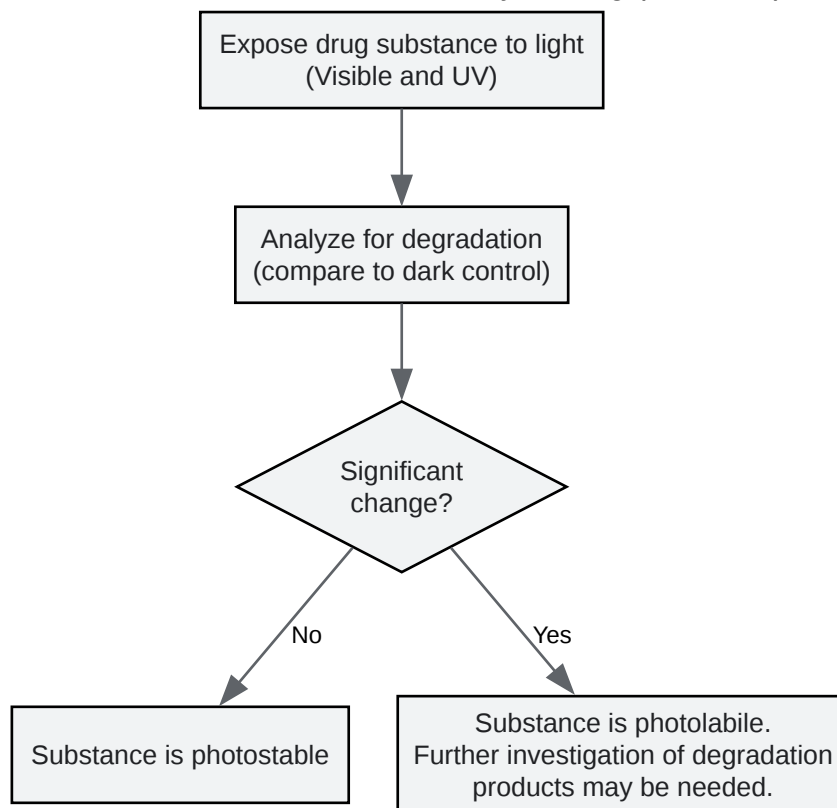 Expose drug substance to light
(Visible and UV)
Analyze for degradation
(compare to dark control)
Significant
change?
No
Yes
Substance is photostable
Substance is photolabile.
Further investigation of degradation
products may be needed.